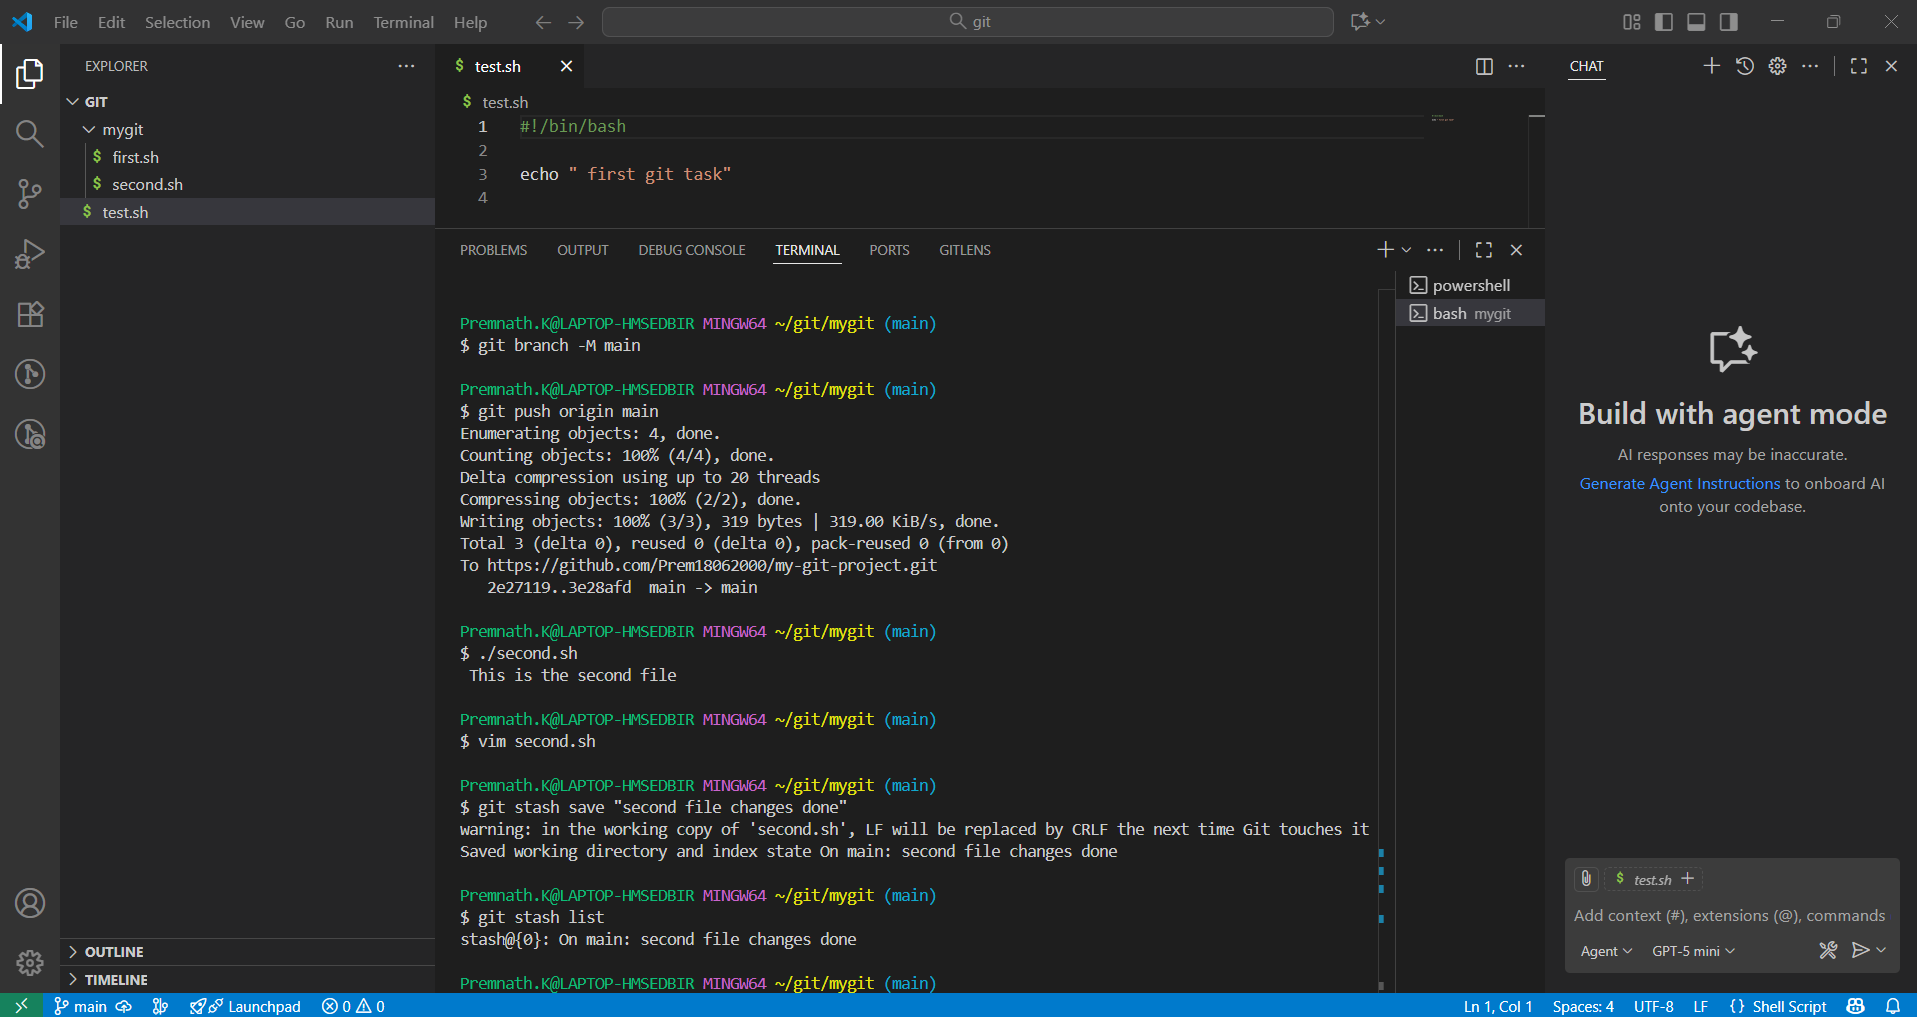 File Edit Selection View Go Run Terminal Help
git
EXPLORER
GIT
mygit
$ first.sh
$ second.sh
$ test.sh
OUTLINE
TIMELINE
$ test.sh
$ test.sh
1 #!/bin/bash
2
3 echo " first git task"
4
PROBLEMS OUTPUT DEBUG CONSOLE TERMINAL PORTS GITLENS
Premnath.K@LAPTOP-HMSEDBIR MINGW64 ~/git/mygit (main)
$ git branch -M main
Premnath.K@LAPTOP-HMSEDBIR MINGW64 ~/git/mygit (main)
$ git push origin main
Enumerating objects: 4, done.
Counting objects: 100% (4/4), done.
Delta compression using up to 20 threads
Compressing objects: 100% (2/2), done.
Writing objects: 100% (3/3), 319 bytes | 319.00 KiB/s, done.
Total 3 (delta 0), reused 0 (delta 0), pack-reused 0 (from 0)
To https://github.com/Prem18062000/my-git-project.git
2e27119..3e28afd  main -> main
Premnath.K@LAPTOP-HMSEDBIR MINGW64 ~/git/mygit (main)
$ ./second.sh
This is the second file
Premnath.K@LAPTOP-HMSEDBIR MINGW64 ~/git/mygit (main)
$ vim second.sh
Premnath.K@LAPTOP-HMSEDBIR MINGW64 ~/git/mygit (main)
$ git stash save "second file changes done"
warning: in the working copy of 'second.sh', LF will be replaced by CRLF the next time Git touches it
Saved working directory and index state On main: second file changes done
Premnath.K@LAPTOP-HMSEDBIR MINGW64 ~/git/mygit (main)
$ git stash list
stash@{0}: On main: second file changes done
Premnath.K@LAPTOP-HMSEDBIR MINGW64 ~/git/mygit (main)
powershell
bash mygit
CHAT
Build with agent mode
AI responses may be inaccurate.
Generate Agent Instructions to onboard AI
onto your codebase.
$ test.sh
Add context (#), extensions (@), commands
Agent GPT-5 mini
main Launchpad 0 0
Ln 1, Col 1 Spaces: 4 UTF-8 LF {} Shell Script